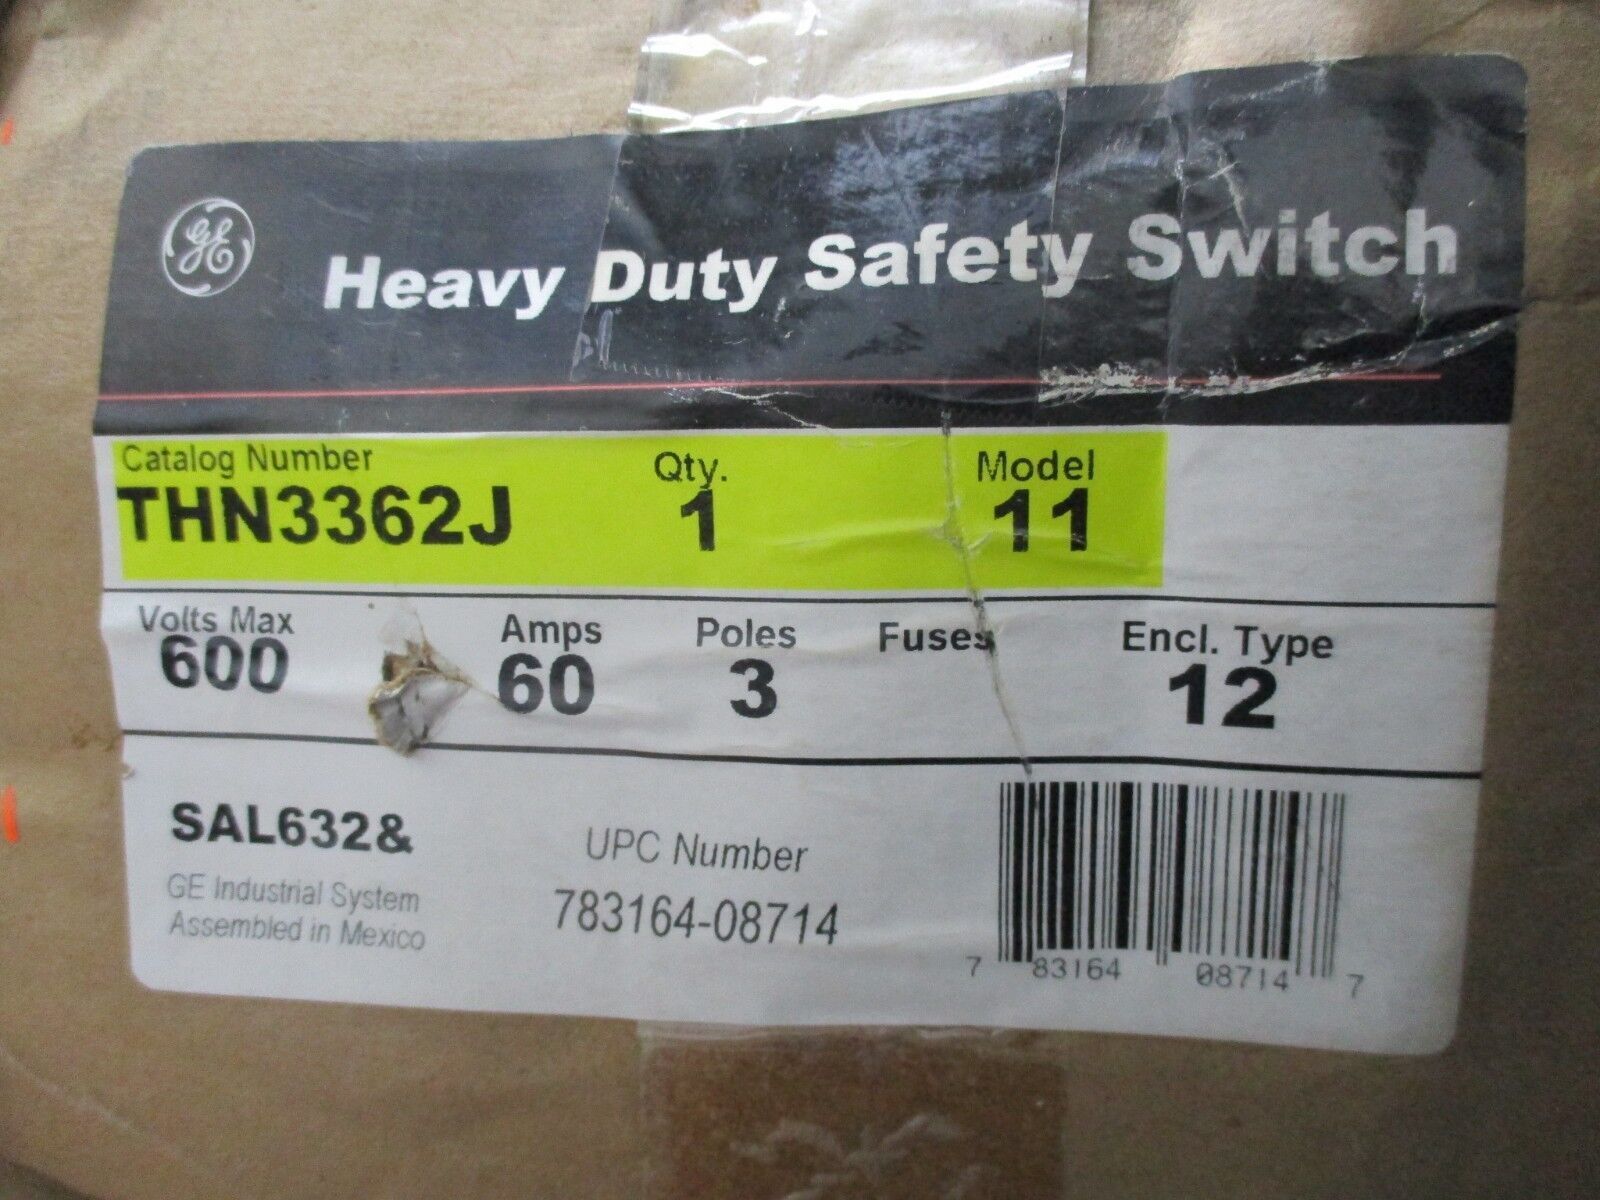 GE
Heavy Duty Safety Switch
Catalog Number Qty. Model
THN3362J 1 11
Volts Max Amps Poles Fuses Encl. Type
600 60 3 12
SAL632&
GE Industrial System
Assembled in Mexico
UPC Number
783164-08714
7 83164 08714 7